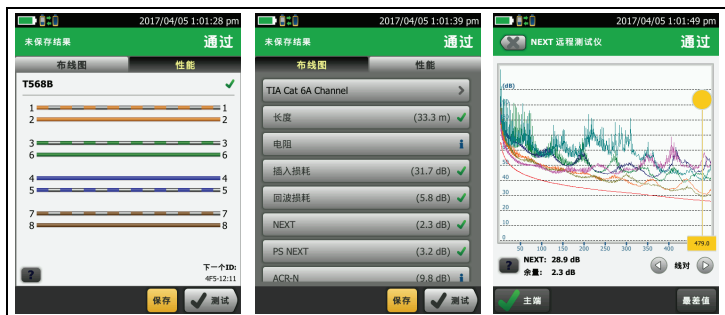 2017/04/05 1:01:28 pm
未保存结果
通过
布线图
性能
T568B
1 1
2 2
3 3
6 6
4 4
5 5
7 7
8 8
?
下一个ID:
4F5-12:11
保存
测试
2017/04/05 1:01:39 pm
未保存结果
通过
布线图
性能
TIA Cat 6A Channel
长度 (33.3 m)
电阻 i
插入损耗 (31.7 dB)
回波损耗 (5.8 dB)
NEXT (2.3 dB)
PS NEXT (3.2 dB)
ACR-N (9.8 dB) i
保存
测试
2017/04/05 1:01:49 pm
NEXT 远程测试仪
通过
(dB)
50
40
30
20
10
0
50 100 150 200 250 300 350 400
479.0
?
NEXT: 28.9 dB
余量: 2.3 dB
线对
主端
最差值